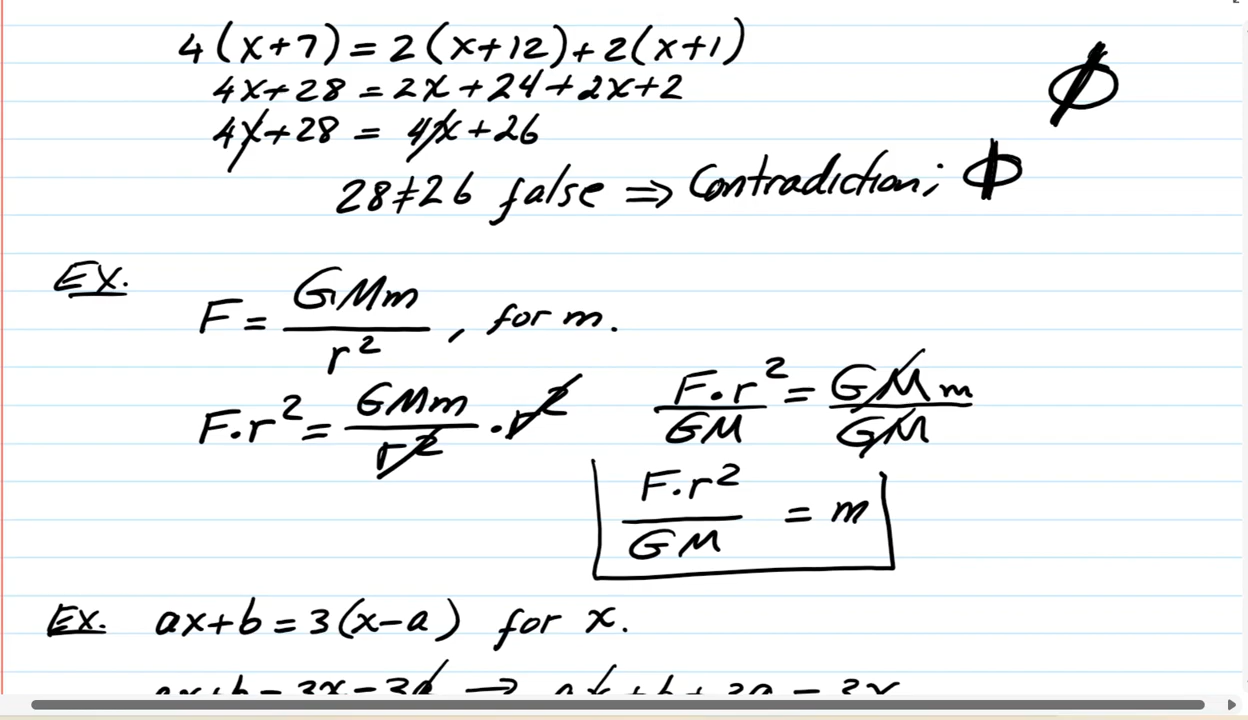 4(x+7)=2(x+12)+2(x+1)
4x+28=2x+24+2x+2
4x+28 = 4x+26
28≠26 false ⇒ Contradiction; ϕ
ϕ
EX. F = GMm/r², for m.
F·r² = GMm/r² · r²
F·r²/GM = GMm/GM
F·r²/GM = m
EX. ax+b=3(x-a) for x.